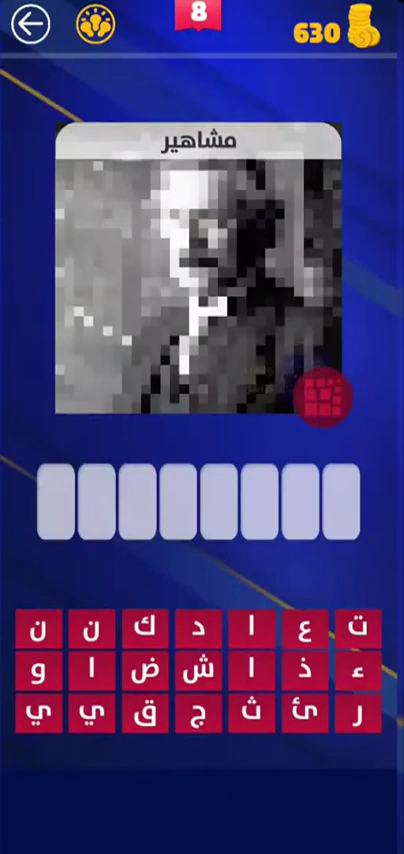 8
630
مشاهير
ت ع ا د ك ن ن
ء ذ ا ش ض ا و
ر ئ ث ج ق ي ي